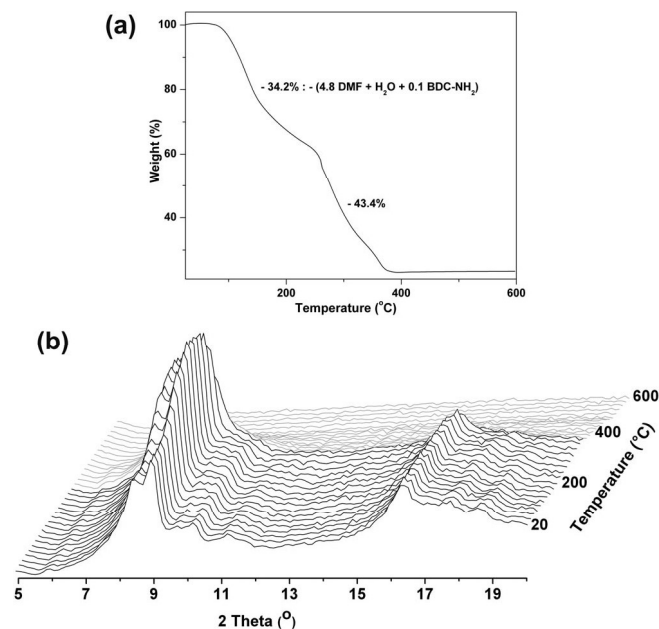 (a)
100
80
60
40
Weight (%)
- 34.2% : - (4.8 DMF + H₂O + 0.1 BDC-NH₂)
- 43.4%
200
400
600
Temperature (°C)
(b)
600
400
200
20
Temperature (°C)
5
7
9
11
13
15
17
19
2 Theta (°)